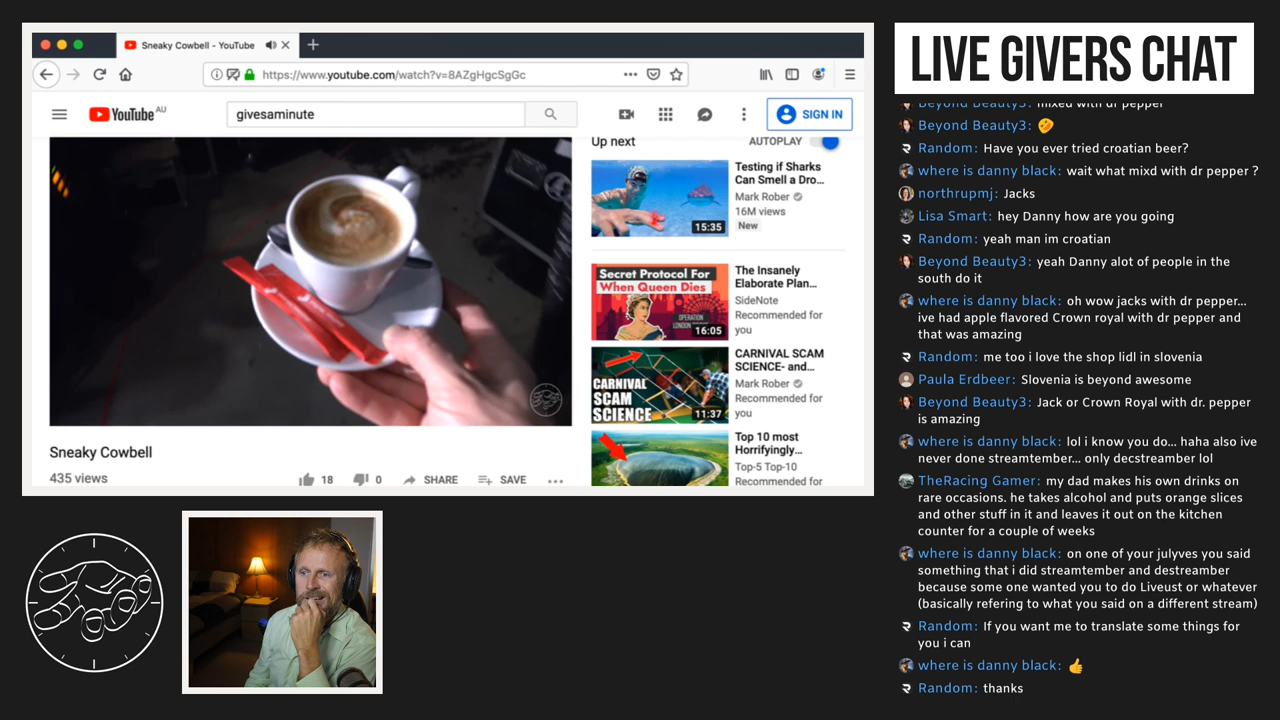 Sneaky Cowbell - YouTube
https://www.youtube.com/watch?v=8AZgHgcSgGc
YouTube AU
givesaminute
SIGN IN
Up next
AUTOPLAY
15:35
Testing if Sharks
Can Smell a Dro...
Mark Rober
16M views
New
Secret Protocol For
When Queen Dies
OPERATION
LONDON
16:05
The Insanely
Elaborate Plan...
SideNote
Recommended for
you
CARNIVAL
SCAM
SCIENCE
11:37
CARNIVAL SCAM
SCIENCE- and...
Mark Rober
Recommended for
you
Top 10 most
Horrifyingly...
Top-5 Top-10
Recommended for
Sneaky Cowbell
435 views
18
0
SHARE
SAVE
LIVE GIVERS CHAT
Beyond Beauty3: mixed with dr pepper
Beyond Beauty3: 🤣
Random: Have you ever tried croatian beer?
where is danny black: wait what mixd with dr pepper ?
northrupmj: Jacks
Lisa Smart: hey Danny how are you going
Random: yeah man im croatian
Beyond Beauty3: yeah Danny alot of people in the
south do it
where is danny black: oh wow jacks with dr pepper...
ive had apple flavored Crown royal with dr pepper and
that was amazing
Random: me too i love the shop lidl in slovenia
Paula Erdbeer: Slovenia is beyond awesome
Beyond Beauty3: Jack or Crown Royal with dr. pepper
is amazing
where is danny black: lol i know you do... haha also ive
never done streamtember... only decstreamber lol
TheRacing Gamer: my dad makes his own drinks on
rare occasions. he takes alcohol and puts orange slices
and other stuff in it and leaves it out on the kitchen
counter for a couple of weeks
where is danny black: on one of your julyves you said
something that i did streamtember and destreamber
because some one wanted you to do Liveust or whatever
(basically refering to what you said on a different stream)
Random: If you want me to translate some things for
you i can
where is danny black: 👍
Random: thanks